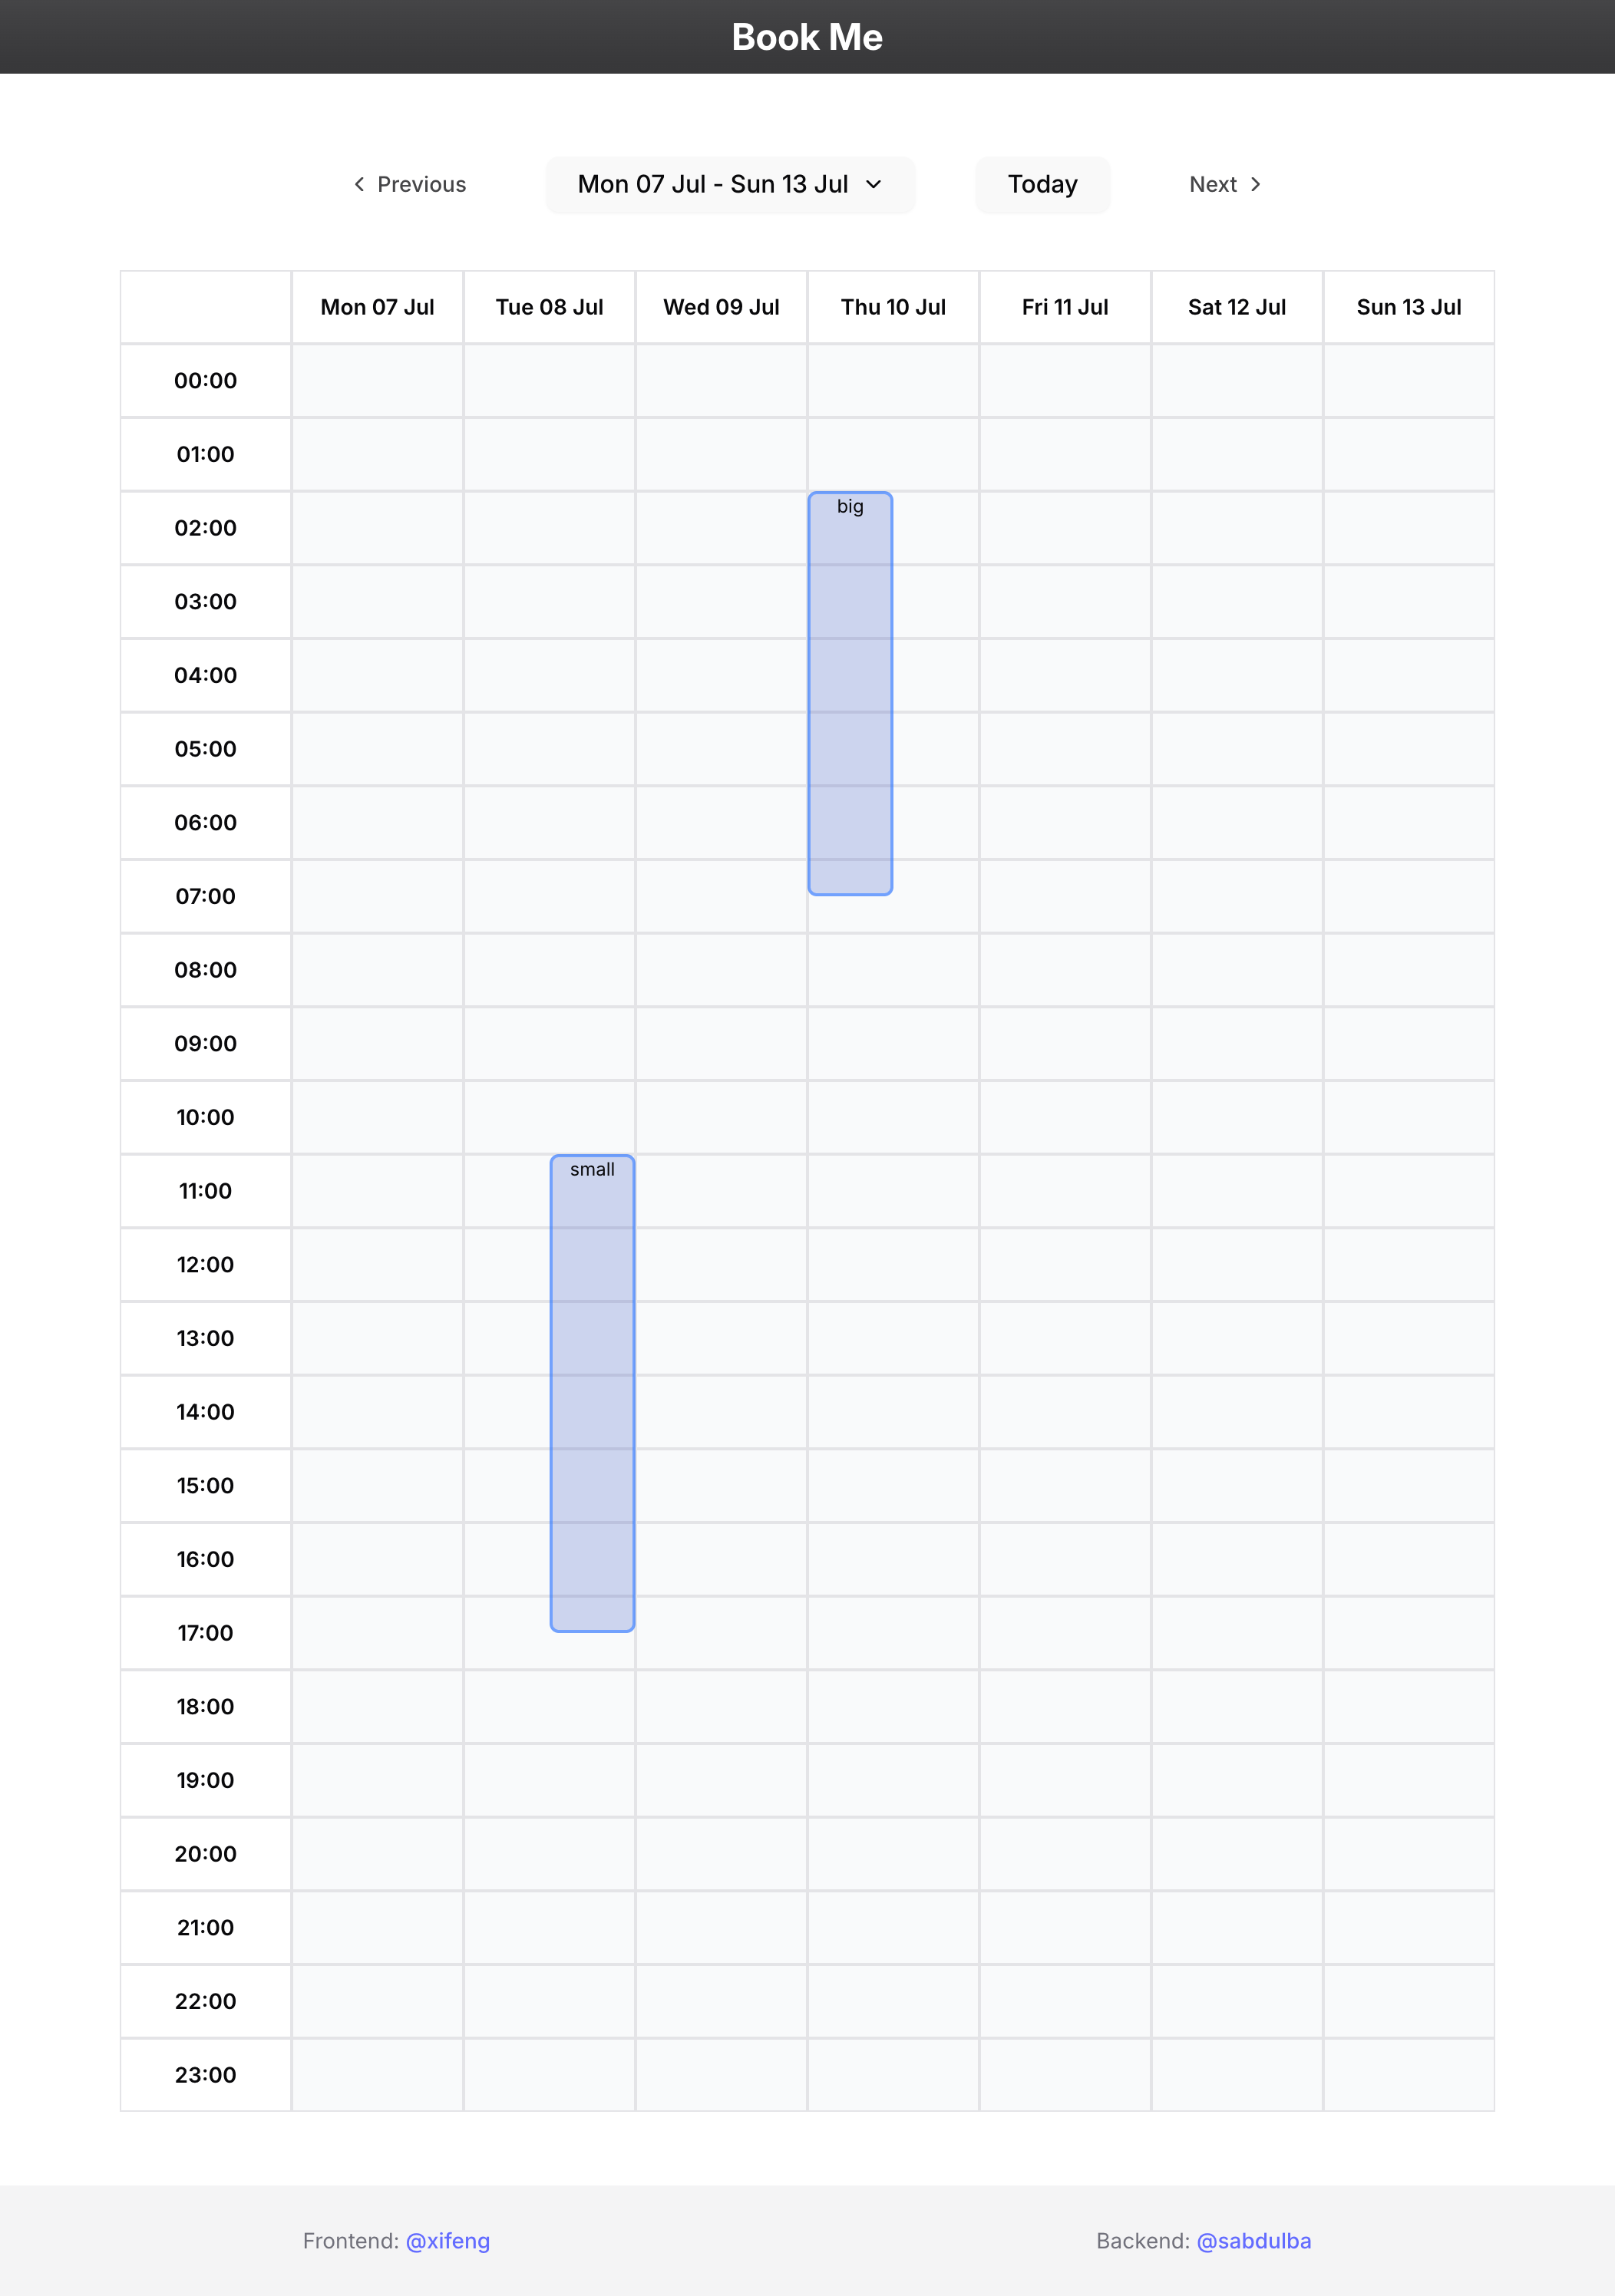 Book Me
Previous
Mon 07 Jul - Sun 13 Jul
Today
Next
Mon 07 Jul Tue 08 Jul Wed 09 Jul Thu 10 Jul Fri 11 Jul Sat 12 Jul Sun 13 Jul
00:00
01:00
big
02:00
03:00
04:00
05:00
06:00
07:00
08:00
09:00
10:00
small
11:00
12:00
13:00
14:00
15:00
16:00
17:00
18:00
19:00
20:00
21:00
22:00
23:00
Frontend: @xifeng
Backend: @sabdulba